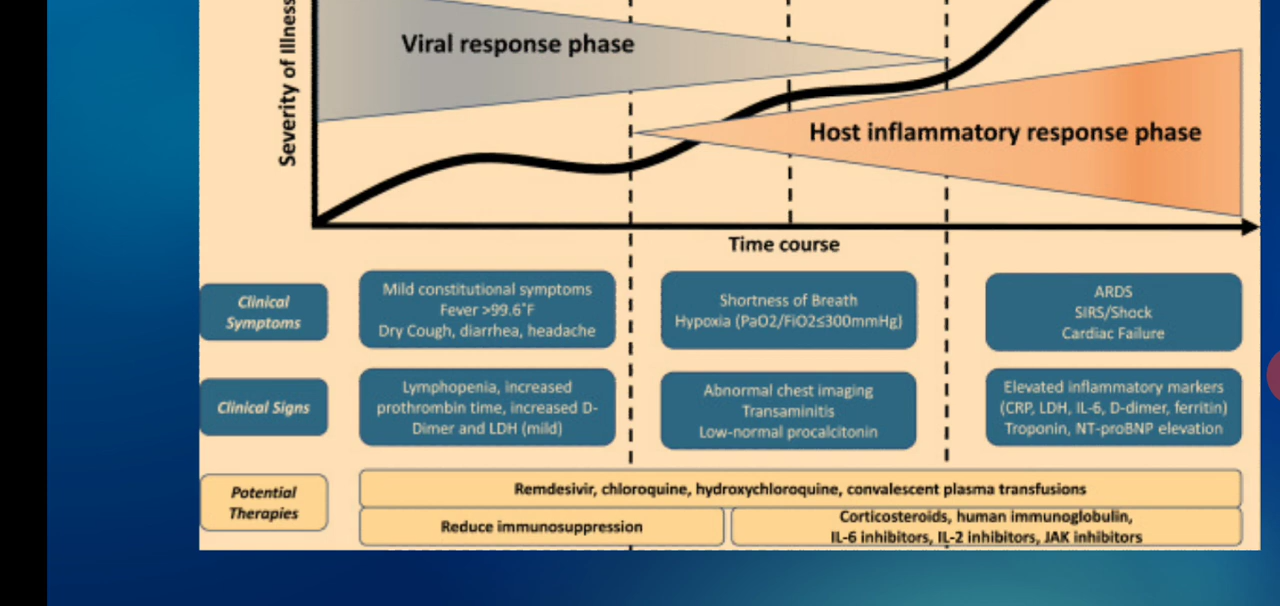 Severity of Illness
Viral response phase
Host inflammatory response phase
Time course
Clinical
Symptoms
Mild constitutional symptoms
Fever >99.6°F
Dry Cough, diarrhea, headache
Shortness of Breath
Hypoxia (PaO2/FiO2≤300mmHg)
ARDS
SIRS/Shock
Cardiac Failure
Clinical Signs
Lymphopenia, increased
prothrombin time, increased D-
Dimer and LDH (mild)
Abnormal chest imaging
Transaminitis
Low-normal procalcitonin
Elevated inflammatory markers
(CRP, LDH, IL-6, D-dimer, ferritin)
Troponin, NT-proBNP elevation
Potential
Therapies
Remdesivir, chloroquine, hydroxychloroquine, convalescent plasma transfusions
Reduce immunosuppression
Corticosteroids, human immunoglobulin,
IL-6 inhibitors, IL-2 inhibitors, JAK inhibitors